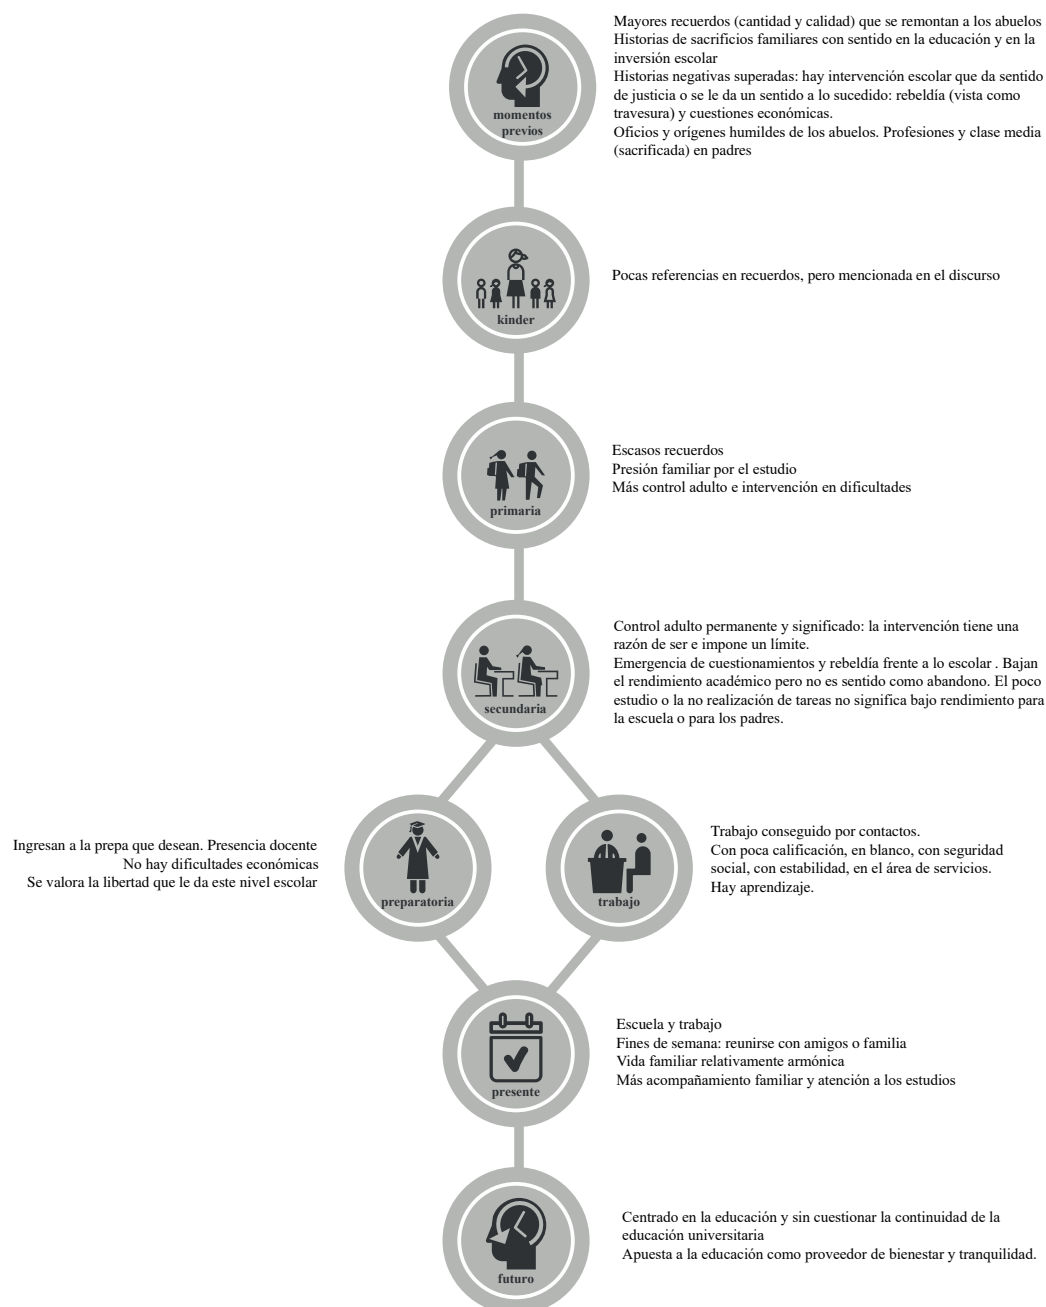 Mayores recuerdos (cantidad y calidad) que se remontan a los abuelos
Historias de sacrificios familiares con sentido en la educación y en la
inversión escolar
Historias negativas superadas: hay intervención escolar que da sentido
de justicia o se le da un sentido a lo sucedido: rebeldía (vista como
travesura) y cuestiones económicas.
Oficios y orígenes humildes de los abuelos. Profesiones y clase media
(sacrificada) en padres
momentos
previos
Pocas referencias en recuerdos, pero mencionada en el discurso
kinder
Escasos recuerdos
Presión familiar por el estudio
Más control adulto e intervención en dificultades
primaria
Control adulto permanente y significado: la intervención tiene una
razón de ser e impone un límite.
Emergencia de cuestionamientos y rebeldía frente a lo escolar . Bajan
el rendimiento académico pero no es sentido como abandono. El poco
estudio o la no realización de tareas no significa bajo rendimiento para
la escuela o para los padres.
secundaria
Ingresan a la prepa que desean. Presencia docente
No hay dificultades económicas
Se valora la libertad que le da este nivel escolar
preparatoria
trabajo
Trabajo conseguido por contactos.
Con poca calificación, en blanco, con seguridad
social, con estabilidad, en el área de servicios.
Hay aprendizaje.
Escuela y trabajo
Fines de semana: reunirse con amigos o familia
Vida familiar relativamente armónica
Más acompañamiento familiar y atención a los estudios
presente
Centrado en la educación y sin cuestionar la continuidad de la
educación universitaria
Apuesta a la educación como proveedor de bienestar y tranquilidad.
futuro